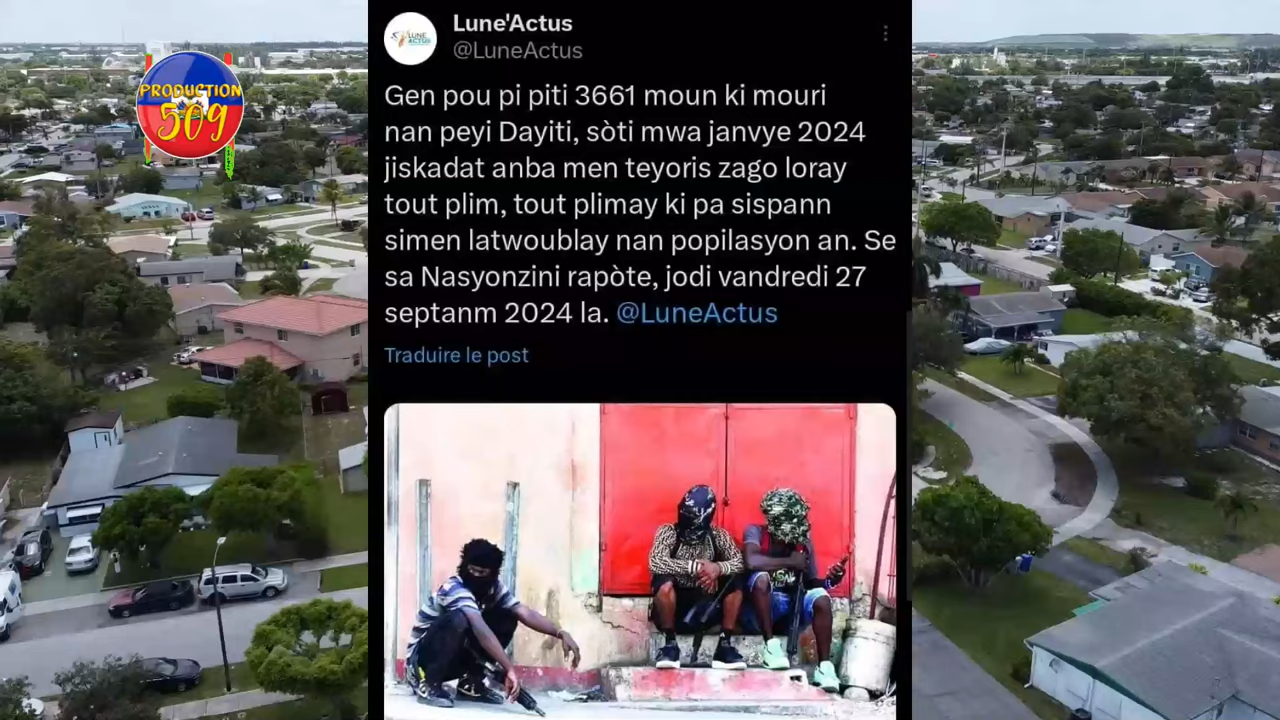 PRODUCTION
509
Lune'Actus
@LuneActus
LUNE
ACTUS
Gen pou pi piti 3661 moun ki mouri
nan peyi Dayiti, sòti mwa janvye 2024
jiskadat anba men teyoris zago loray
tout plim, tout plimay ki pa sispann
simen latwoublay nan popilasyon an. Se
sa Nasyonzini rapòte, jodi vandredi 27
septanm 2024 la. @LuneActus
Traduire le post